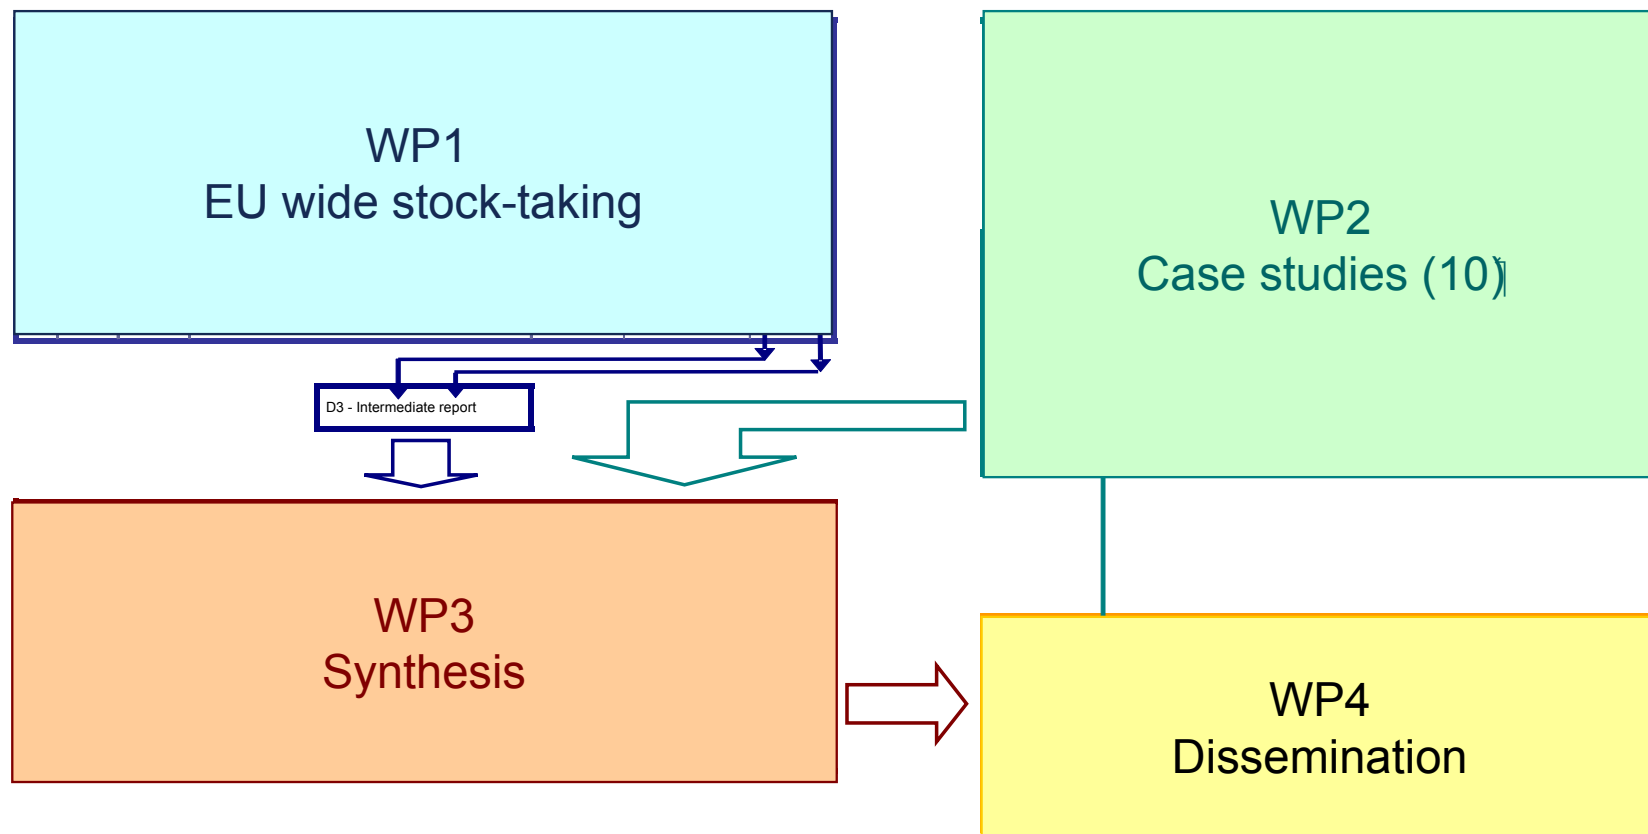 WP1
EU wide stock-taking
WP2
Case studies (10)
D3 - Intermediate report
WP3
Synthesis
WP4
Dissemination